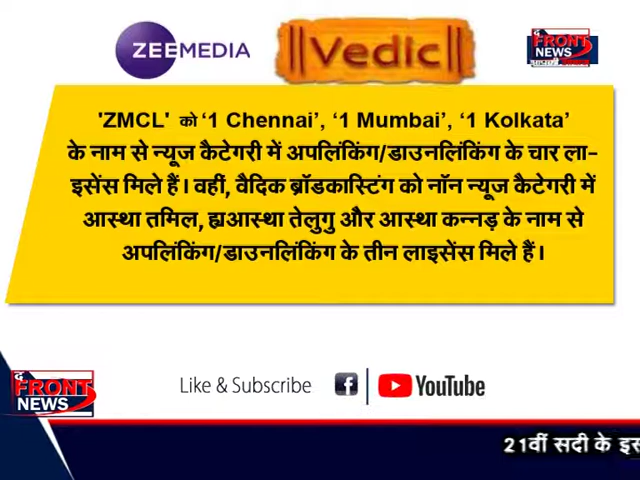 ZEEMEDIA
||Vedic||
द FRONT NEWS
'ZMCL' को ‘1 Chennai’, ‘1 Mumbai’, ‘1 Kolkata’
के नाम से न्यूज कैटेगरी में अपलिंकिंग/डाउनलिंकिंग के चार ला-
इसेंस मिले हैं। वहीं, वैदिक ब्रॉडकास्टिंग को नॉन न्यूज कैटेगरी में
आस्था तमिल, ह्यआस्था तेलुगु और आस्था कन्नड़ के नाम से
अपलिंकिंग/डाउनलिंकिंग के तीन लाइसेंस मिले हैं।
Like & Subscribe
YouTube
द FRONT
NEWS
21वीं सदी के इस